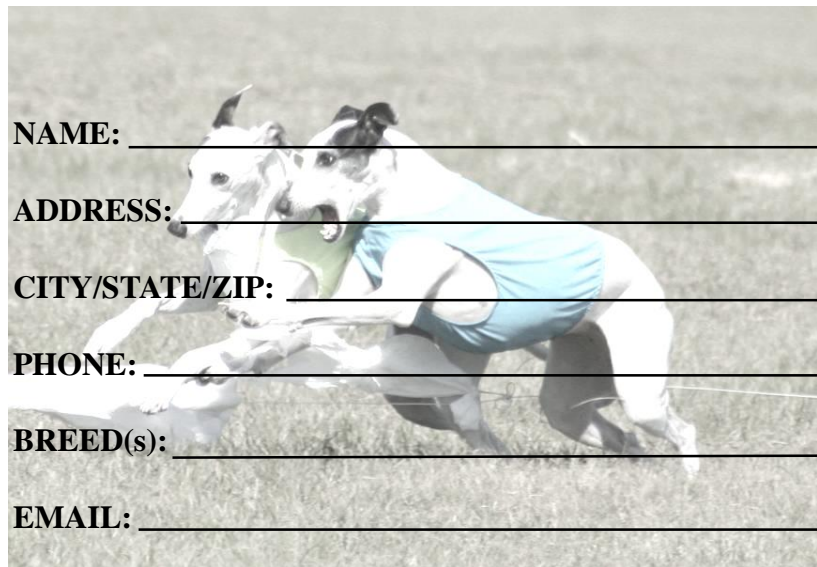 NAME:
ADDRESS:
CITY/STATE/ZIP:
PHONE:
BREED(s):
EMAIL: